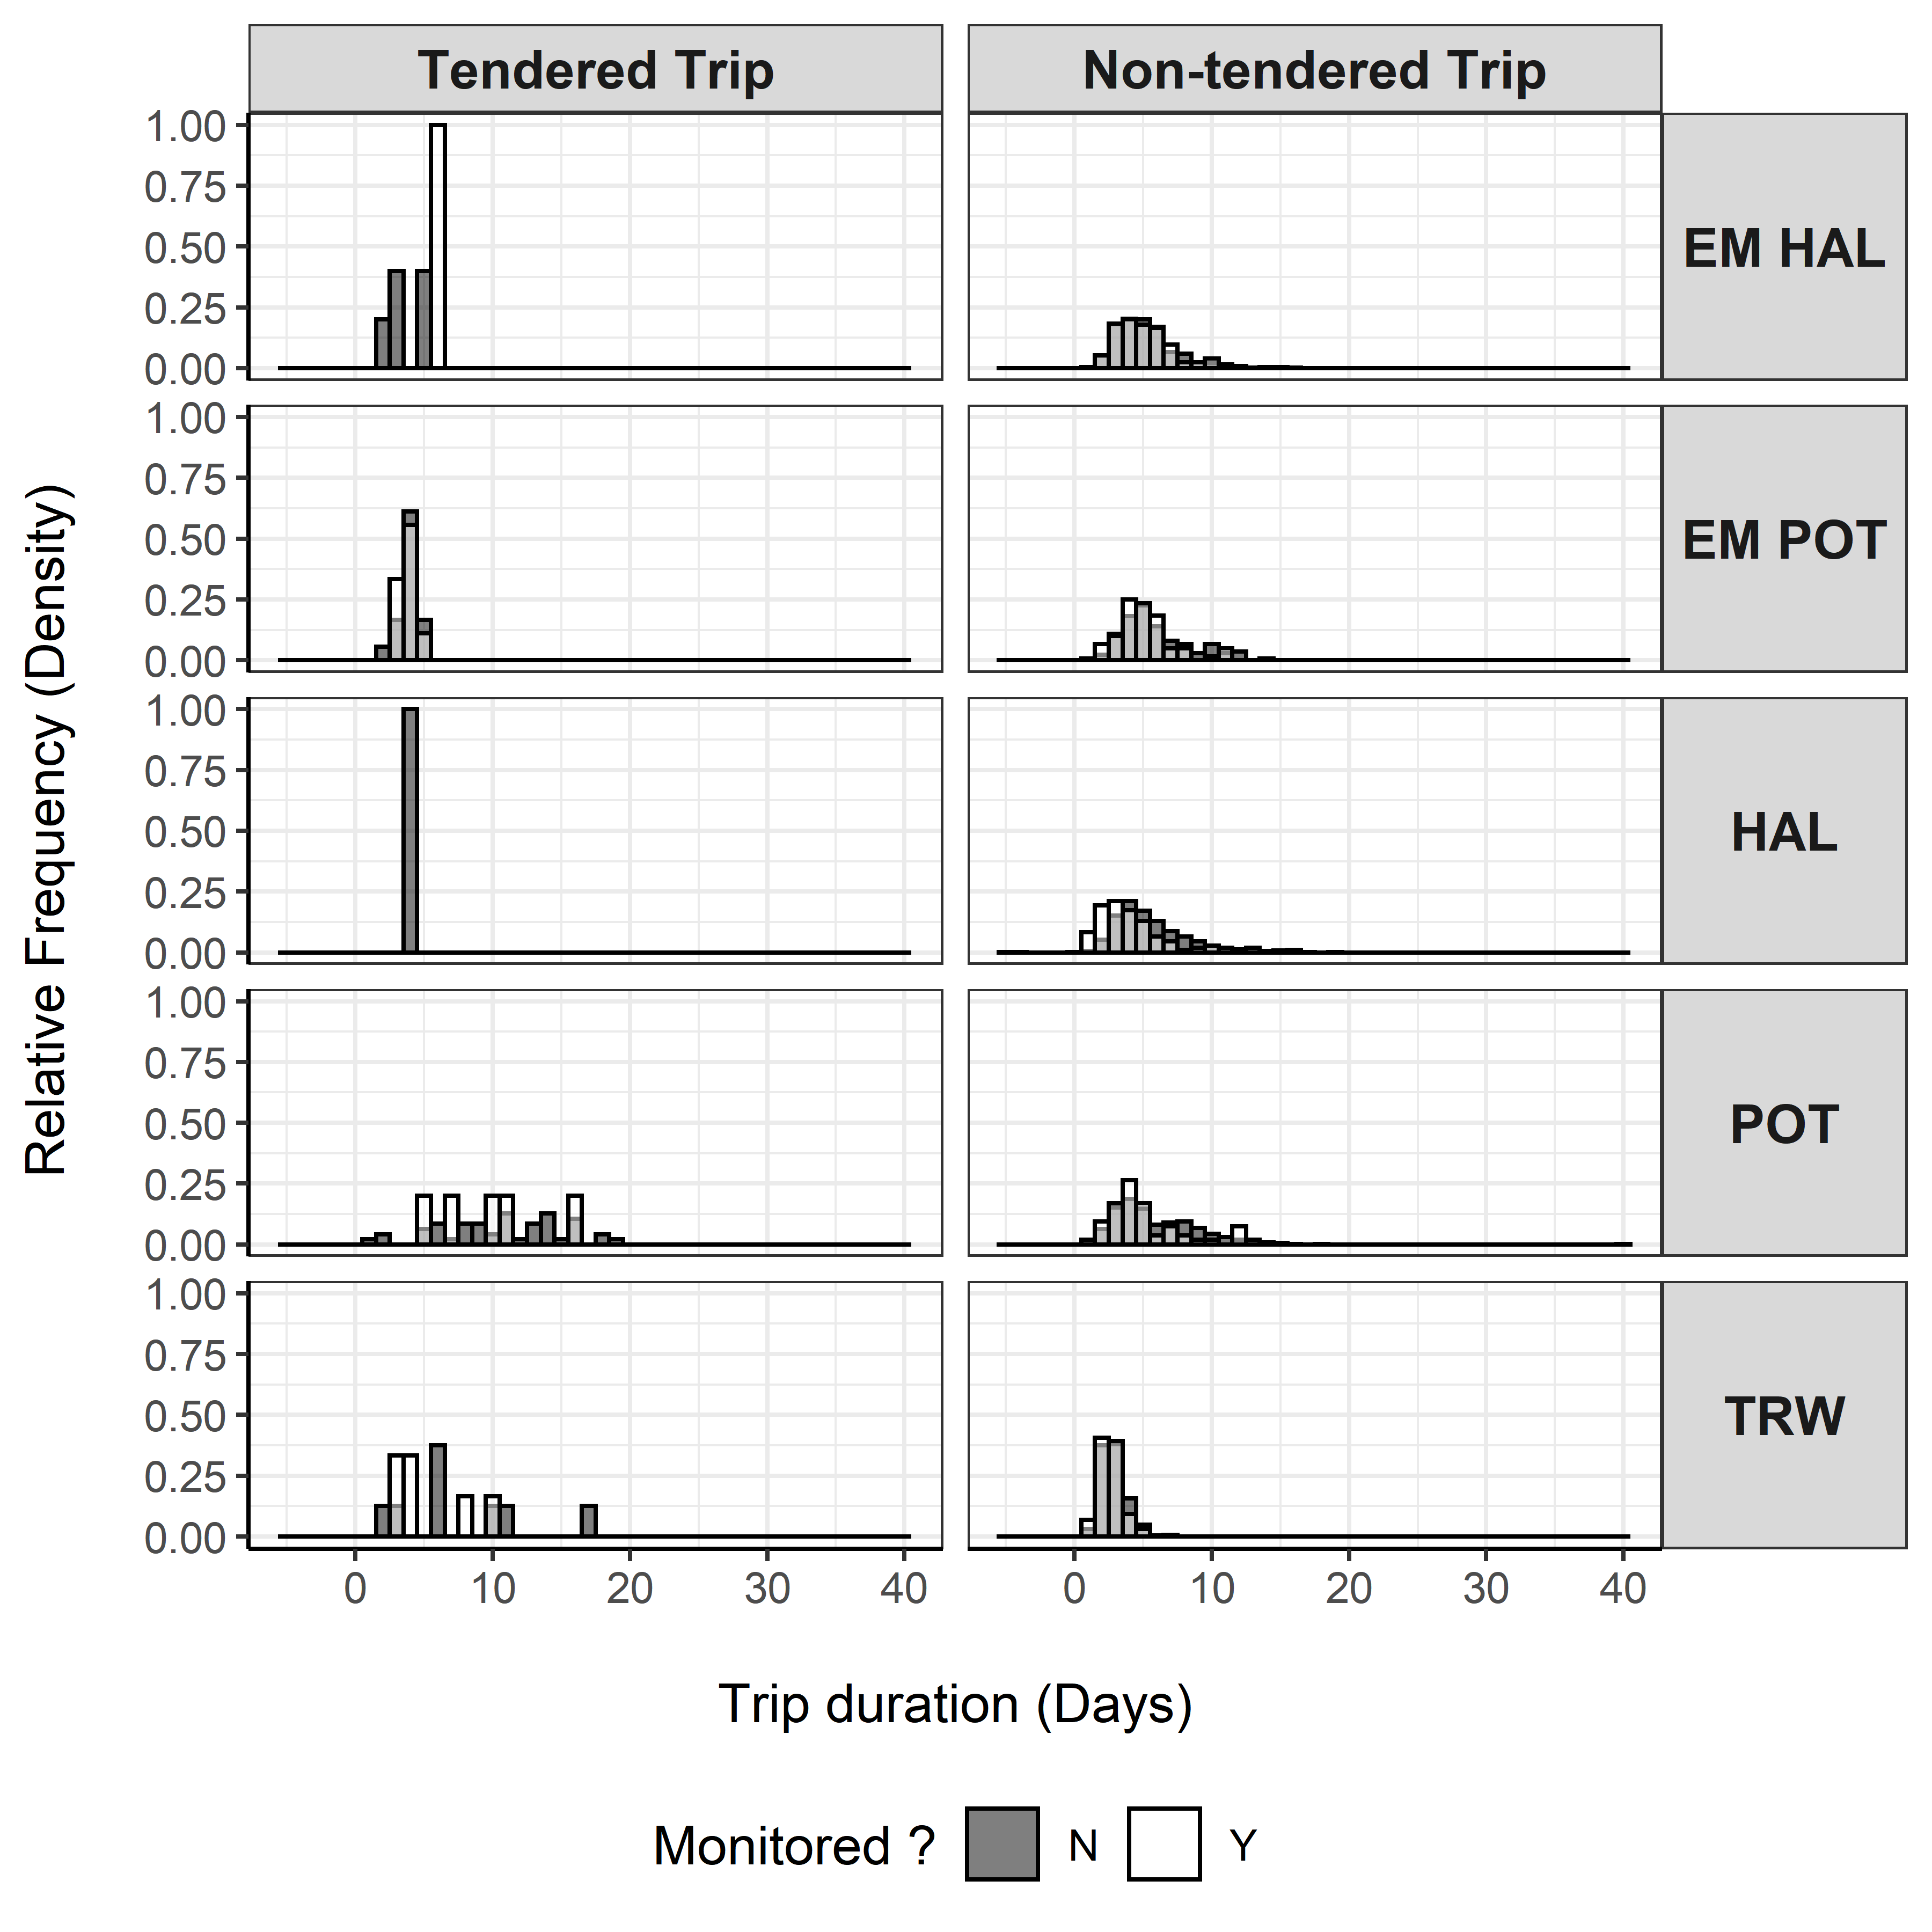 Tendered Trip Non-tendered Trip
1.00
0.75
0.50
0.25
0.00
EM HAL
1.00
0.75
0.50
0.25
0.00
EM POT
1.00
0.75
0.50
0.25
0.00
HAL
1.00
0.75
0.50
0.25
0.00
POT
1.00
0.75
0.50
0.25
0.00
TRW
Relative Frequency (Density)
0 10 20 30 40 0 10 20 30 40
Trip duration (Days)
Monitored ? N Y